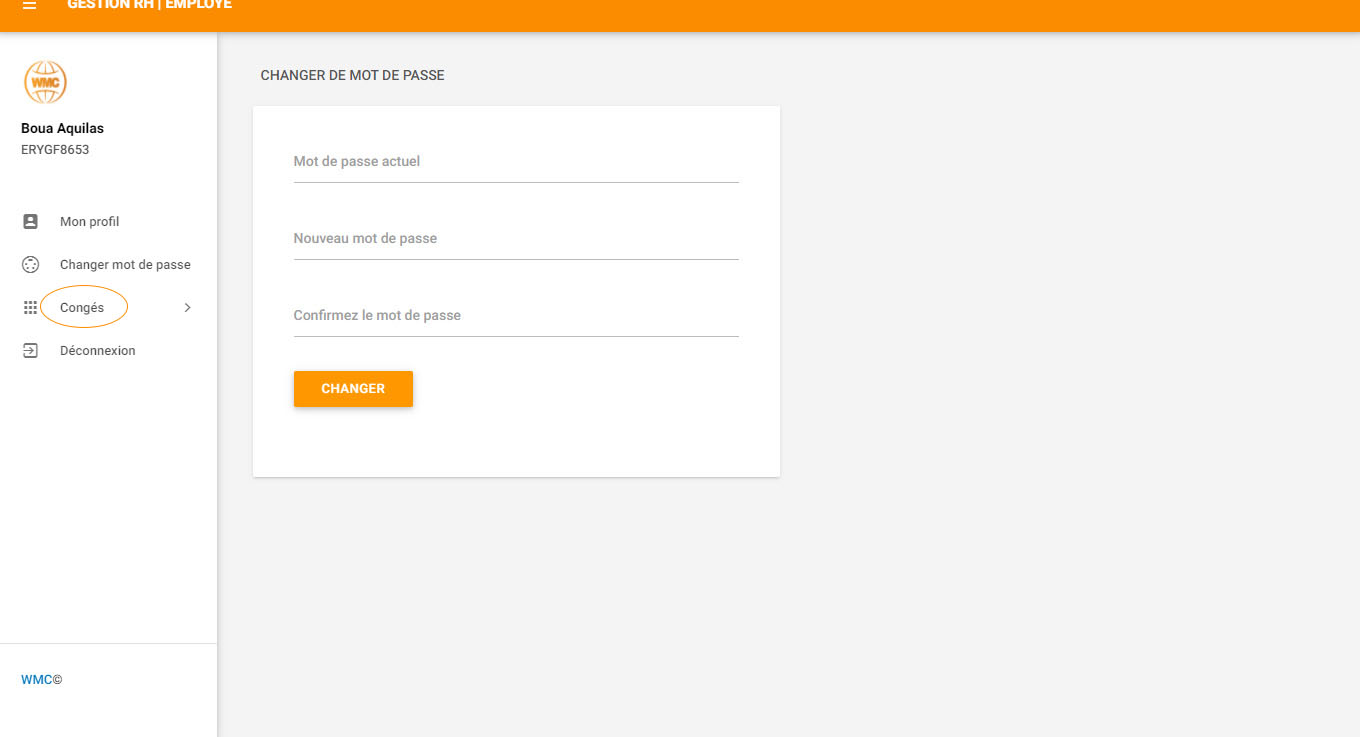 GESTION RH | EMPLOYE
WMC
Boua Aquilas
ERYGF8653
Mon profil
Changer mot de passe
Congés
Déconnexion
WMC©
CHANGER DE MOT DE PASSE
Mot de passe actuel
Nouveau mot de passe
Confirmez le mot de passe
CHANGER